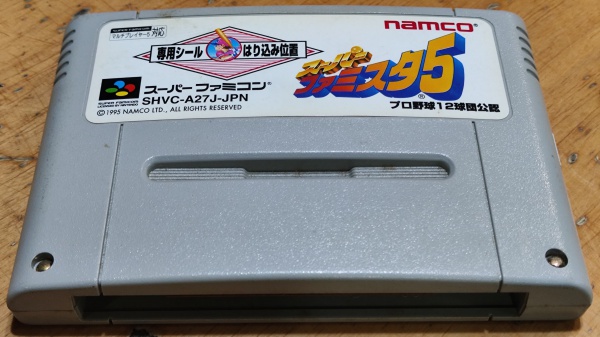 マルチプレイヤー5 対応
namco
専用シール はり込み位置
スーパーファミスタ5
スーパーファミコン®
SHVC-A27J-JPN
©1995 NAMCO LTD., ALL RIGHTS RESERVED
プロ野球12球団公認